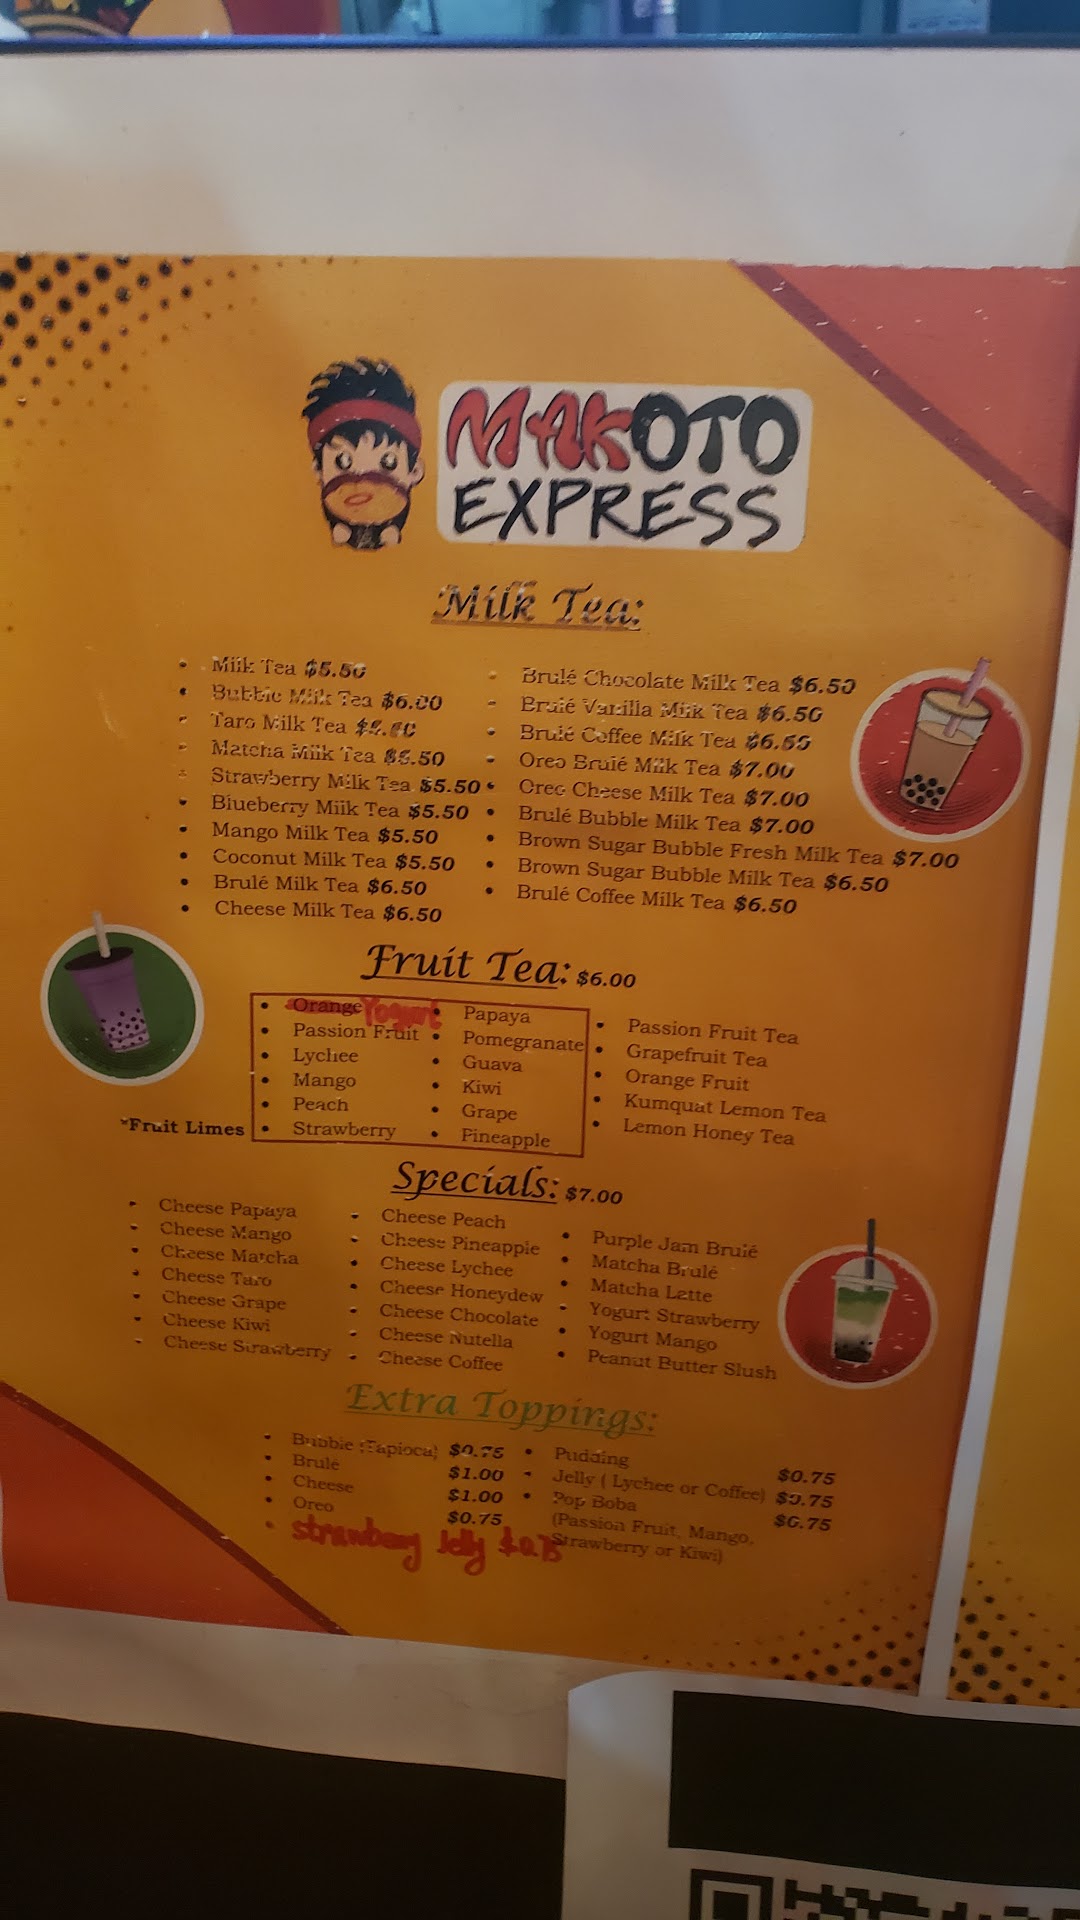 MAKOTO
EXPRESS
Milk Tea:
• Milk Tea $5.50
• Bubble Milk Tea $6.00
• Taro Milk Tea
• Matcha Milk Tea $5.50
• Strawberry Milk Tea $5.50
• Blueberry Milk Tea $5.50
• Mango Milk Tea $5.50
• Coconut Milk Tea $5.50
• Brulé Milk Tea $6.50
• Cheese Milk Tea $6.50
• Brulé Chocolate Milk Tea $6.50
• Brulé Vanilla Milk Tea $6.50
• Brulé Coffee Milk Tea $6.50
• Oreo Brulé Milk Tea $7.00
• Oreo Cheese Milk Tea $7.00
• Brulé Bubble Milk Tea $7.00
• Brown Sugar Bubble Fresh Milk Tea $7.00
• Brown Sugar Bubble Milk Tea $6.50
• Brulé Coffee Milk Tea $6.50
Fruit Tea: $6.00
*Fruit Limes
• Orange Yogurt
• Passion Fruit
• Lychee
• Mango
• Peach
• Strawberry
• Papaya
• Pomegranate
• Guava
• Kiwi
• Grape
• Pineapple
• Passion Fruit Tea
• Grapefruit Tea
• Orange Fruit
• Kumquat Lemon Tea
• Lemon Honey Tea
Specials: $7.00
• Cheese Papaya
• Cheese Mango
• Cheese Matcha
• Cheese Taro
• Cheese Grape
• Cheese Kiwi
• Cheese Strawberry
• Cheese Peach
• Cheese Pineapple
• Cheese Lychee
• Cheese Honeydew
• Cheese Chocolate
• Cheese Nutella
• Cheese Coffee
• Purple Jam Brulé
• Matcha Brulé
• Matcha Latte
• Yogurt Strawberry
• Yogurt Mango
• Peanut Butter Slush
Extra Toppings:
• Bubble (Tapioca) $0.75
• Brulé $1.00
• Cheese $1.00
• Oreo $0.75
• Strawberry Jelly $0.75
• Pudding $0.75
• Jelly ( Lychee or Coffee) $0.75
• Pop Boba $0.75
(Passion Fruit, Mango,
Strawberry or Kiwi)